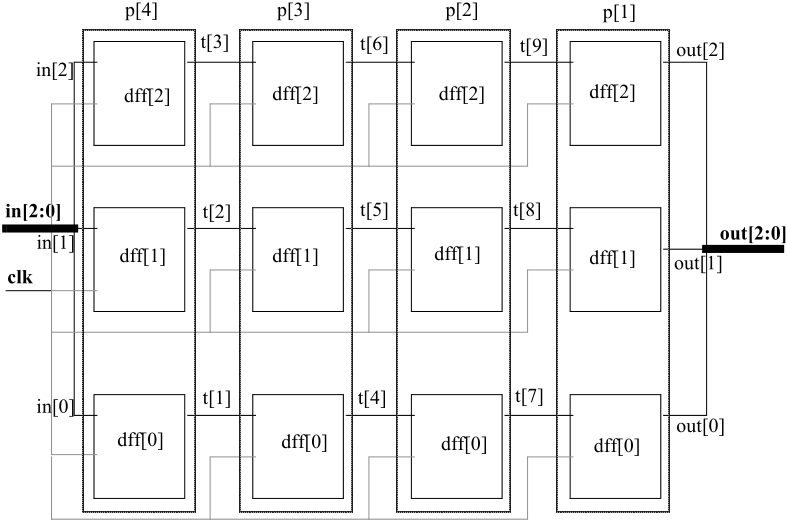 p[4] p[3] p[2] p[1]
in[2] t[3] t[6] t[9] out[2]
dff[2] dff[2] dff[2] dff[2]
in[2:0] t[2] t[5] t[8] out[2:0]
in[1] dff[1] dff[1] dff[1] dff[1] out[1]
clk
in[0] t[1] t[4] t[7] out[0]
dff[0] dff[0] dff[0] dff[0]